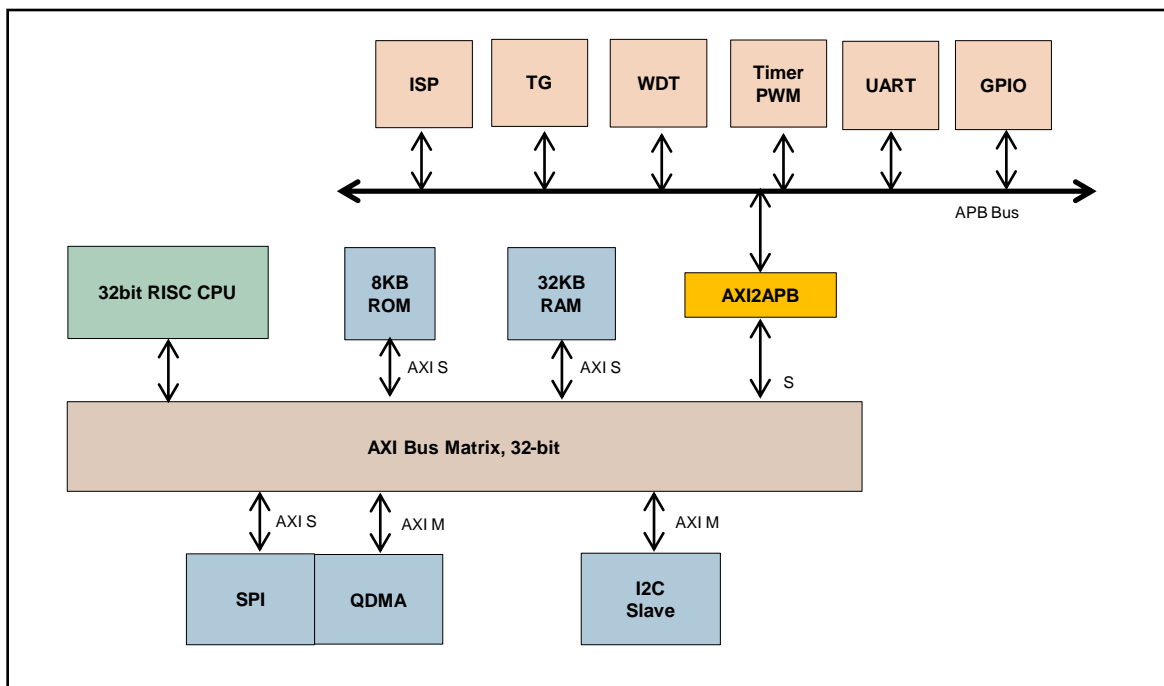 ISP
TG
WDT
Timer
PWM
UART
GPIO
APB Bus
32bit RISC CPU
8KB
ROM
32KB
RAM
AXI2APB
AXI S
AXI S
S
AXI Bus Matrix, 32-bit
AXI S
AXI M
AXI M
SPI
QDMA
I2C
Slave